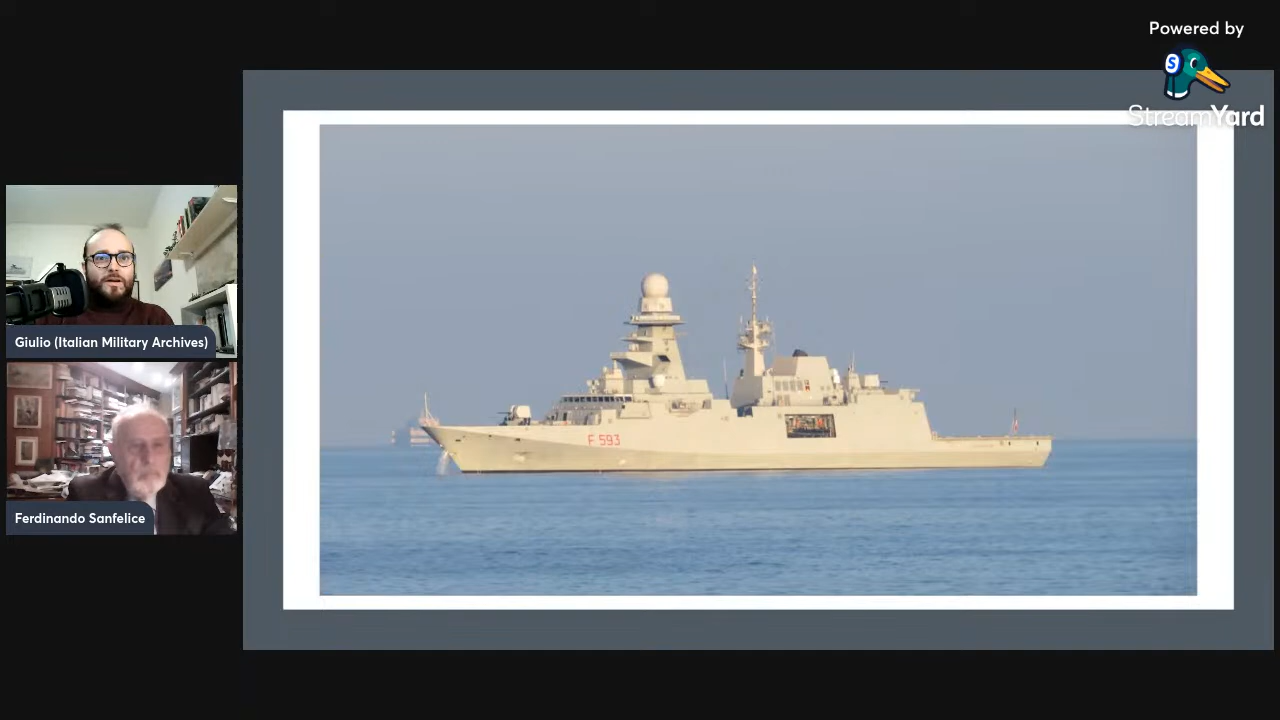 Powered by
StreamYard
F 593
Giulio (Italian Military Archives)
Ferdinando Sanfelice